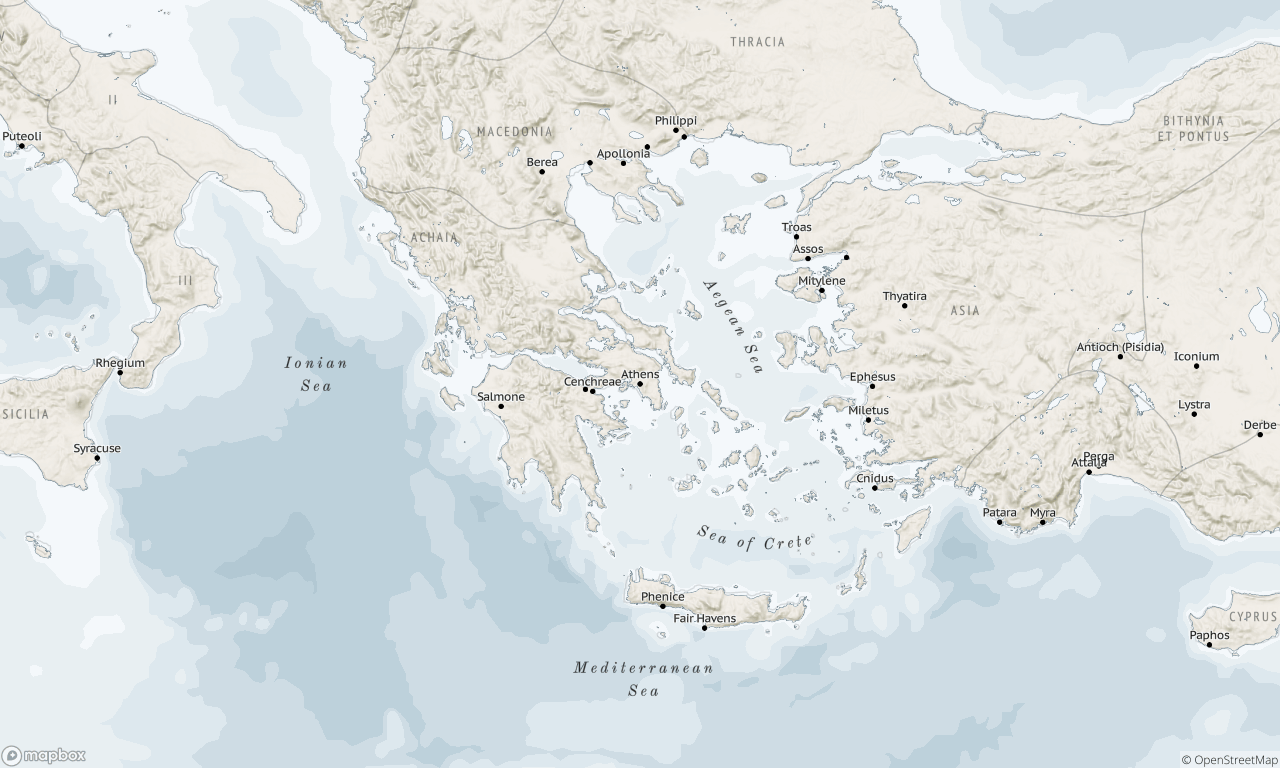 THRACIA
II
Philippi
BITHYNIA
ET PONTUS
Puteoli
MACEDONIA
Apollonia
Berea
Troas
ACHAIA
Assos
Mitylene
III
Aegean Sea
Thyatira
ASIA
Antioch (Pisidia)
Iconium
Rhegium
Ionian
Sea
Athens
Cenchreae
Ephesus
Salmone
Miletus
Lystra
SICILIA
Derbe
Syracuse
Perga
Attalia
Cnidus
Patara
Myra
Sea of Crete
Phenice
Fair Havens
CYPRUS
Paphos
Mediterranean
Sea
mapbox
© OpenStreetMap